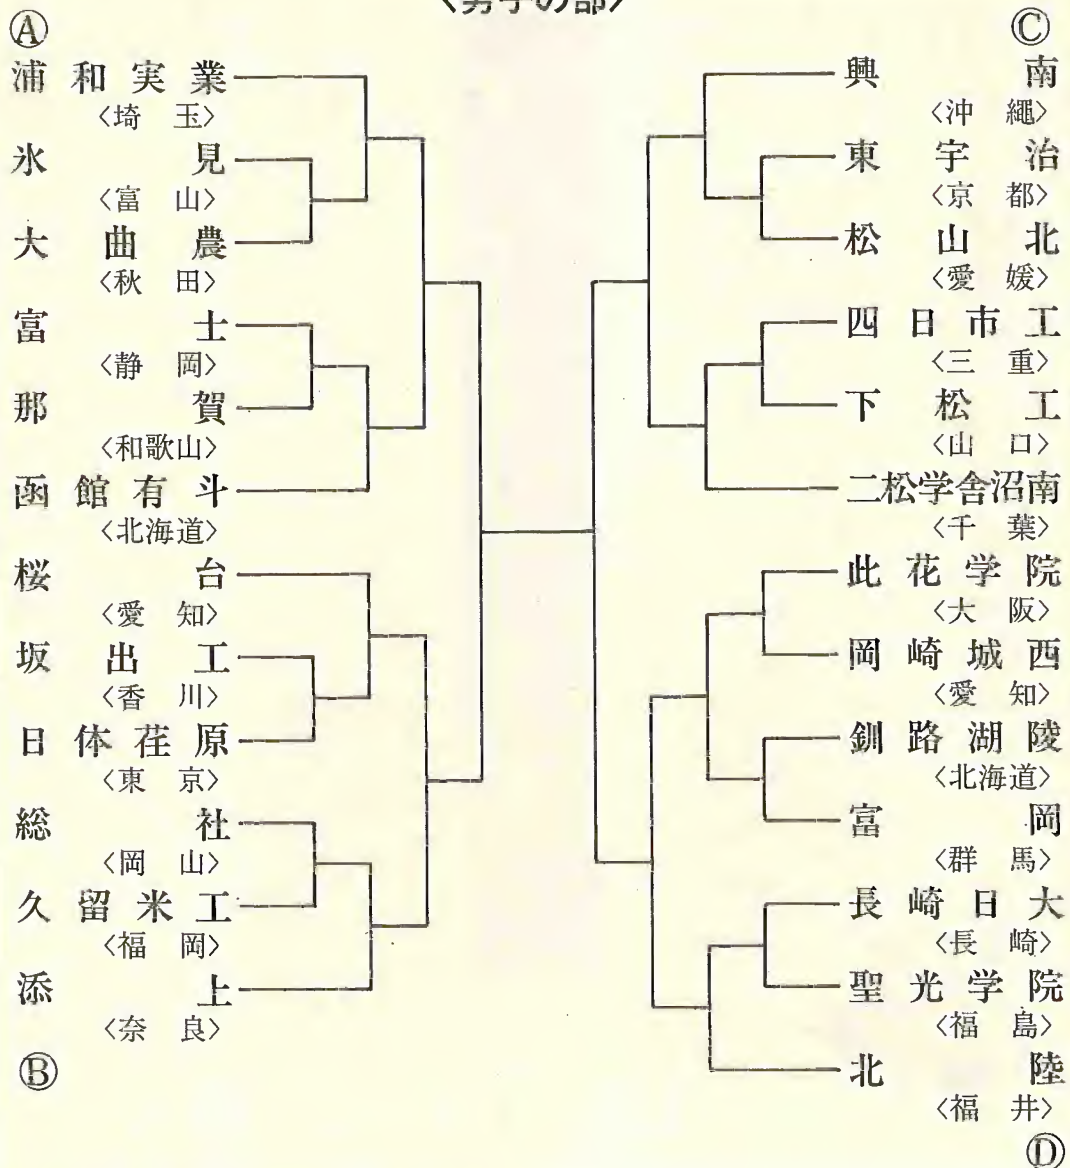 〈男子の部〉
Ⓐ
浦和実業
〈埼玉〉
氷見
〈富山〉
大曲農
〈秋田〉
富士
〈静岡〉
那賀
〈和歌山〉
函館有斗
〈北海道〉
桜台
〈愛知〉
坂出工
〈香川〉
日体荏原
〈東京〉
総社
〈岡山〉
久留米工
〈福岡〉
添上
〈奈良〉
Ⓑ
Ⓒ
興南
〈沖縄〉
東宇治
〈京都〉
松山北
〈愛媛〉
四日市工
〈三重〉
下松工
〈山口〉
二松学舎沼南
〈千葉〉
此花学院
〈大阪〉
岡崎城西
〈愛知〉
釧路湖陵
〈北海道〉
富岡
〈群馬〉
長崎日大
〈長崎〉
聖光学院
〈福島〉
北陸
〈福井〉
Ⓓ